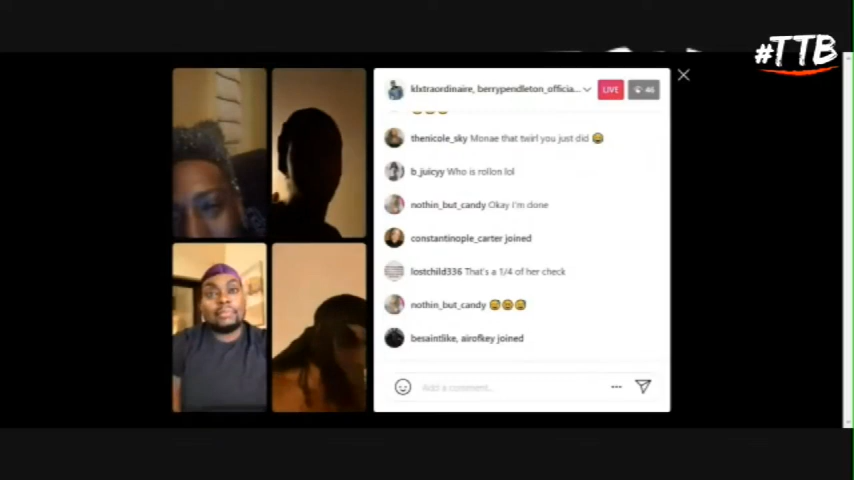 #TTB
klxtraordinaire, berrypendleton_officia...
LIVE
46
thenicole_sky Monae that twirl you just did
b_juicyy Who is rollon lol
nothin_but_candy Okay I'm done
constantinople_carter joined
lostchild336 That's a 1/4 of her check
nothin_but_candy
besaintlike, airofkey joined
Add a comment...